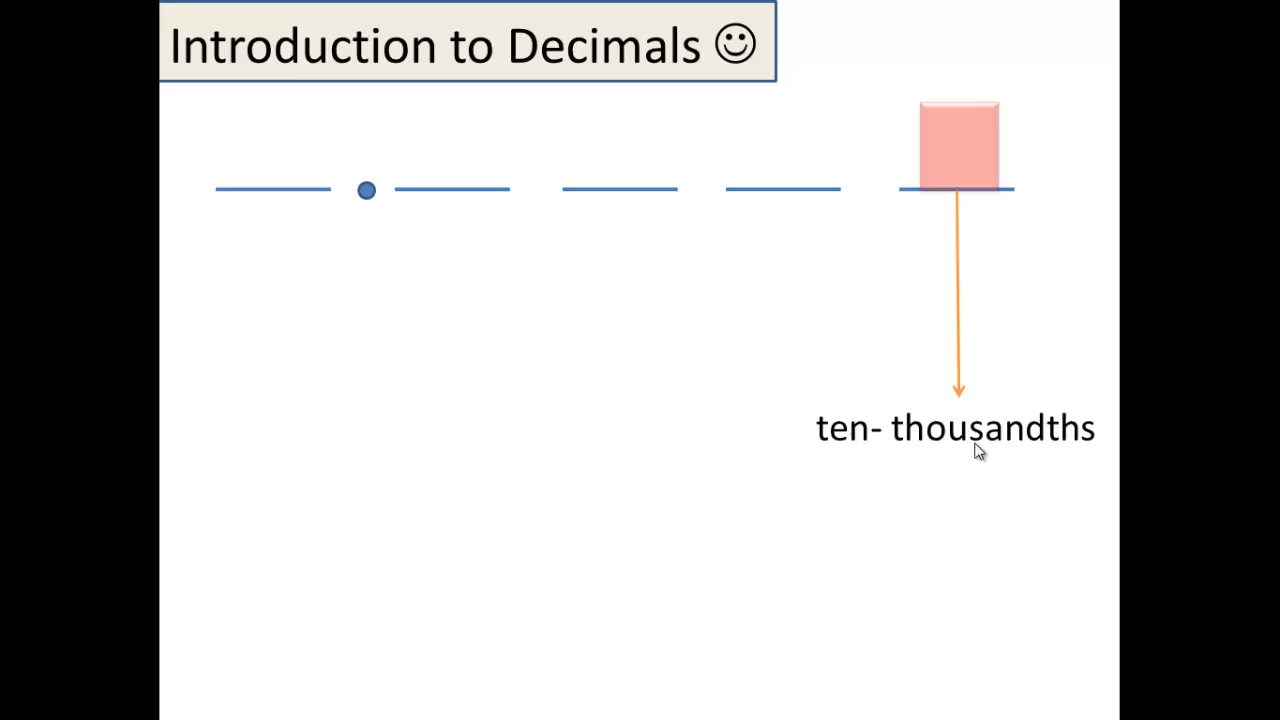 Introduction to Decimals ☺
ten- thousandths